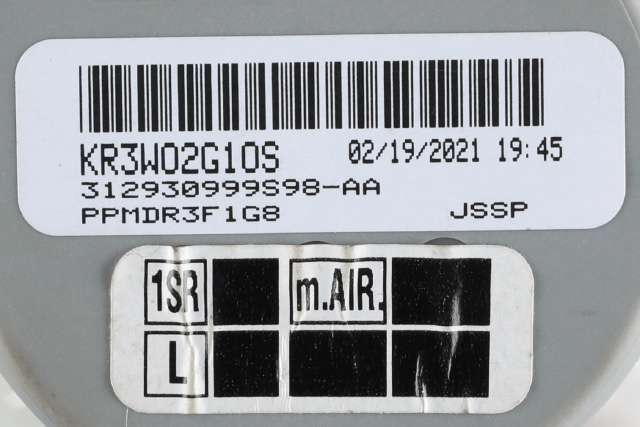 KR3W02G10S 02/19/2021 19:45
312930999S98-AA
PPMDR3F1G8 JSSP
1SR m.AIR.
L